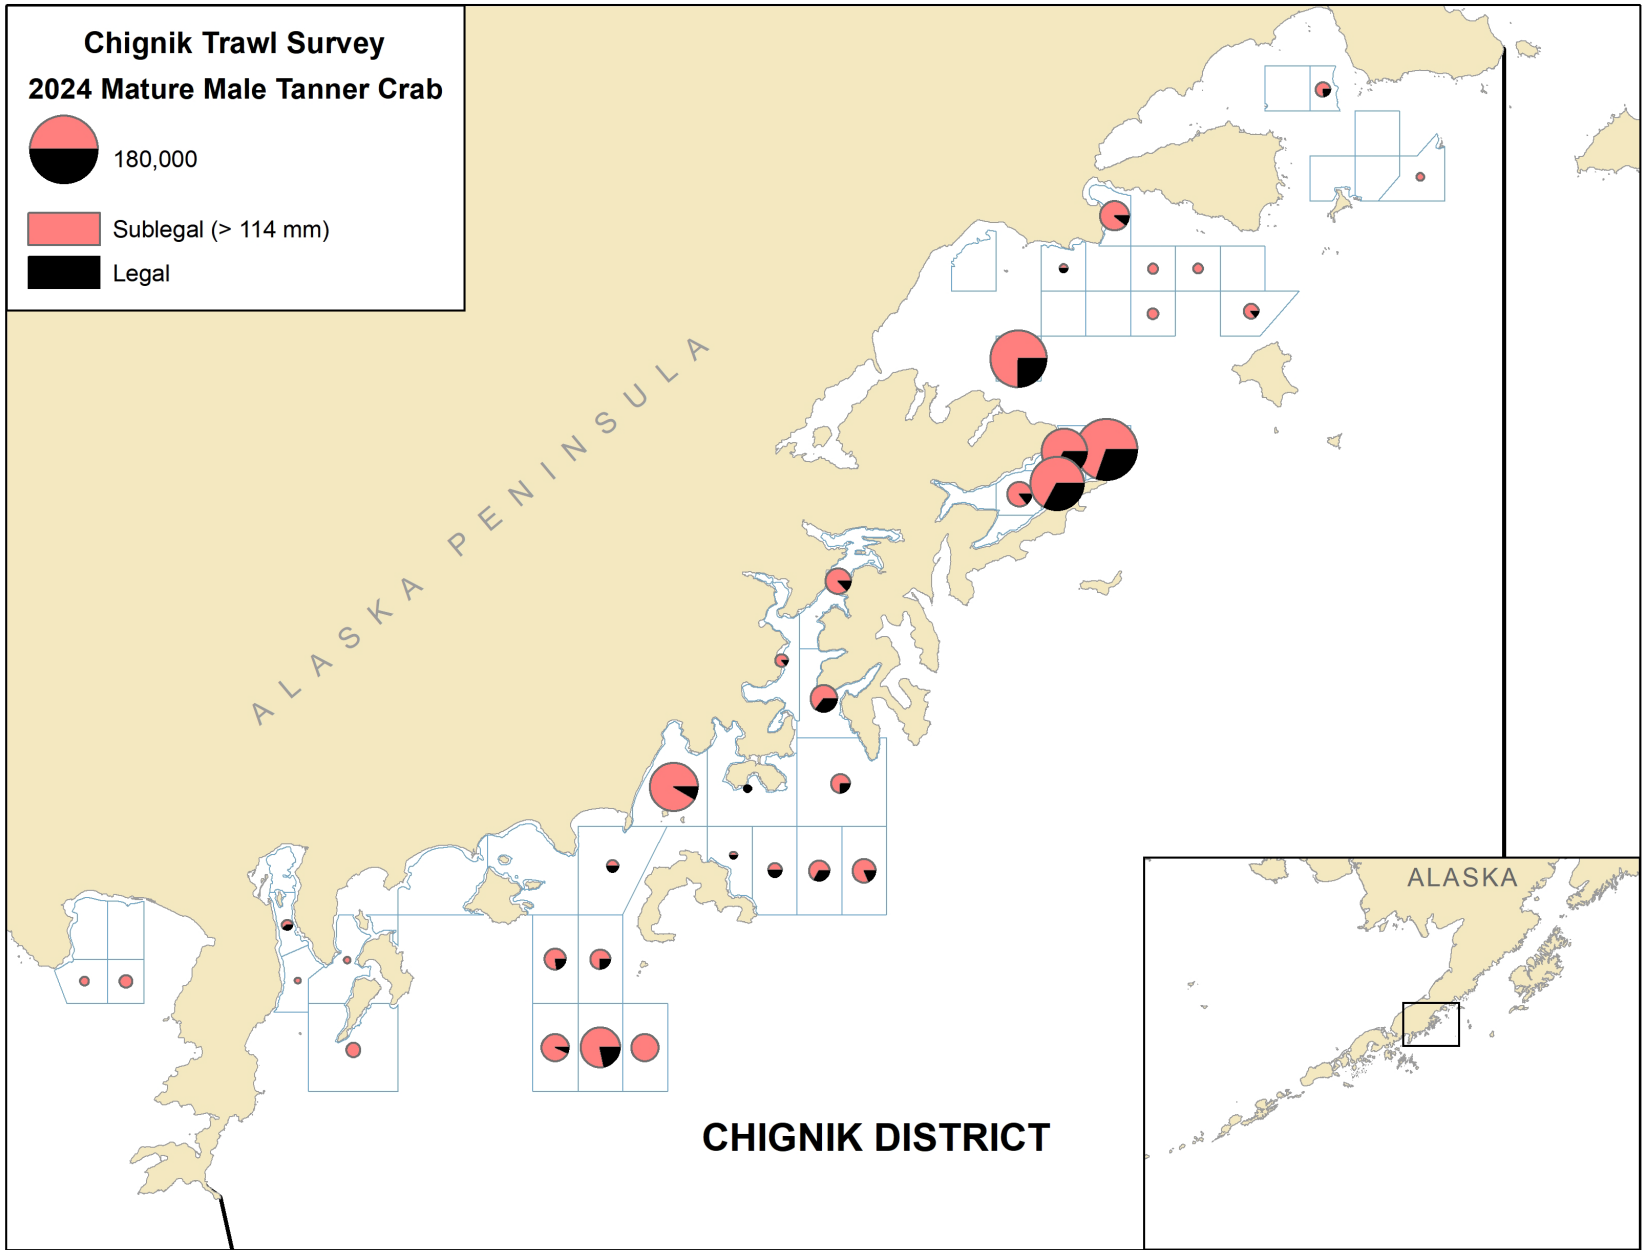 Chignik Trawl Survey
2024 Mature Male Tanner Crab
180,000
Sublegal (> 114 mm)
Legal
ALASKA PENINSULA
ALASKA
CHIGNIK DISTRICT